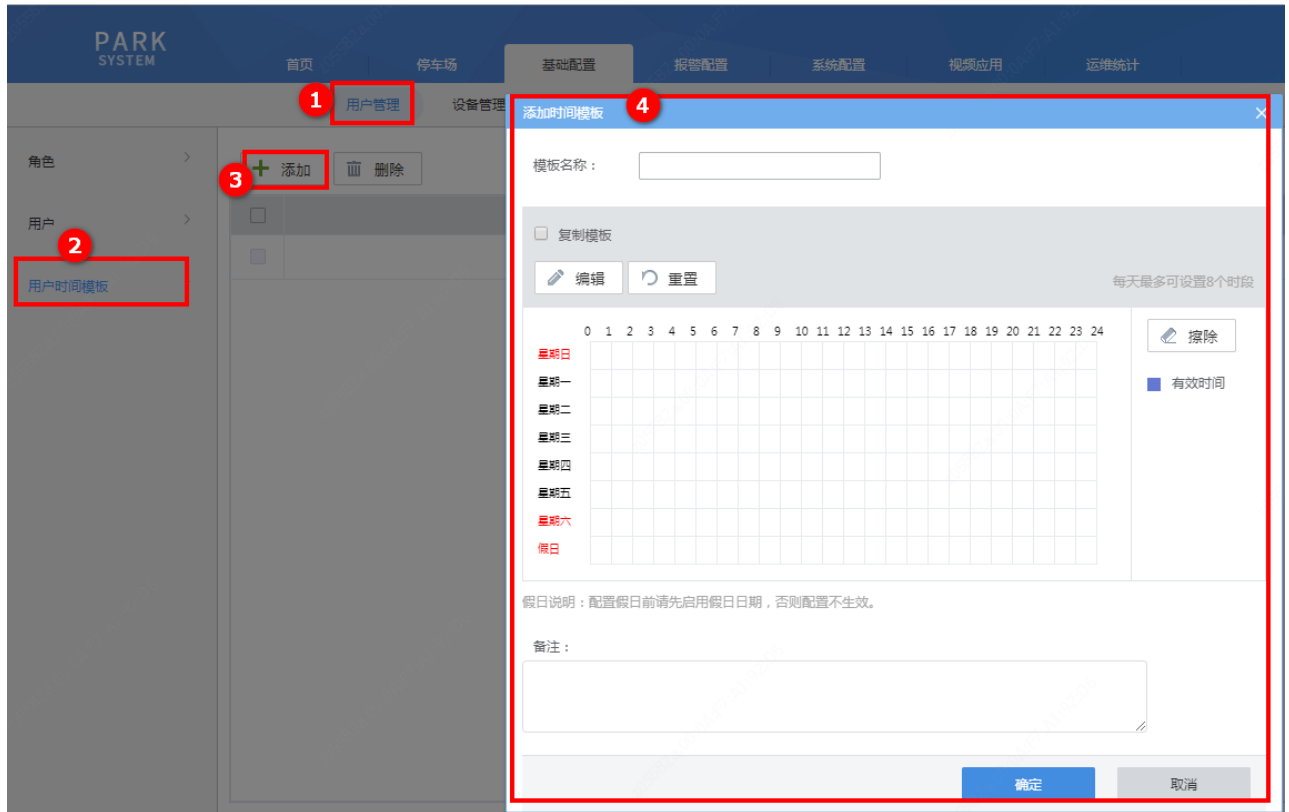 PARK
SYSTEM
首页 停车场 基础配置 报警配置 系统配置 视频应用 运维统计
1 用户管理 设备管理
添加时间模板 4 ×
角色
3 添加 删除
模板名称：
用户
复制模板
2
用户时间模板
编辑 重置 每天最多可设置8个时段
0 1 2 3 4 5 6 7 8 9 10 11 12 13 14 15 16 17 18 19 20 21 22 23 24
擦除
星期日
星期一
有效时间
星期二
星期三
星期四
星期五
星期六
假日
假日说明：配置假日前请先启用假日日期，否则配置不生效。
备注：
确定 取消